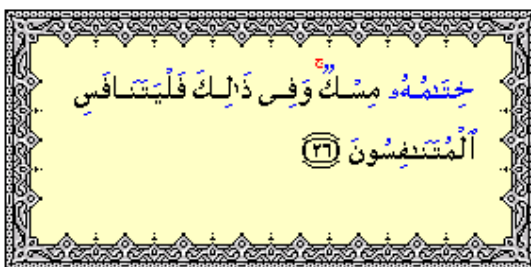 خِتَـٰمُهُۥ مِسْكٌ ۚ وَفِى ذَٰلِكَ فَلْيَتَنَافَسِ
ٱلْمُتَنَـٰفِسُونَ ٢٦